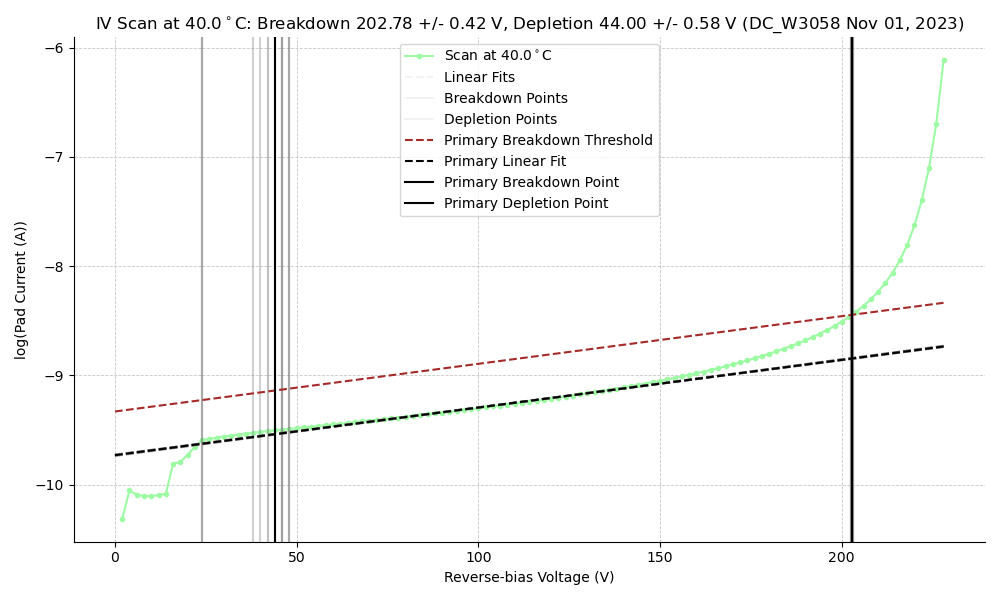 IV Scan at 40.0°C: Breakdown 202.78 +/- 0.42 V, Depletion 44.00 +/- 0.58 V (DC_W3058 Nov 01, 2023)
Scan at 40.0°C
Linear Fits
Breakdown Points
Depletion Points
Primary Breakdown Threshold
Primary Linear Fit
Primary Breakdown Point
Primary Depletion Point
log(Pad Current (A))
−6
−7
−8
−9
−10
0 50 100 150 200
Reverse-bias Voltage (V)